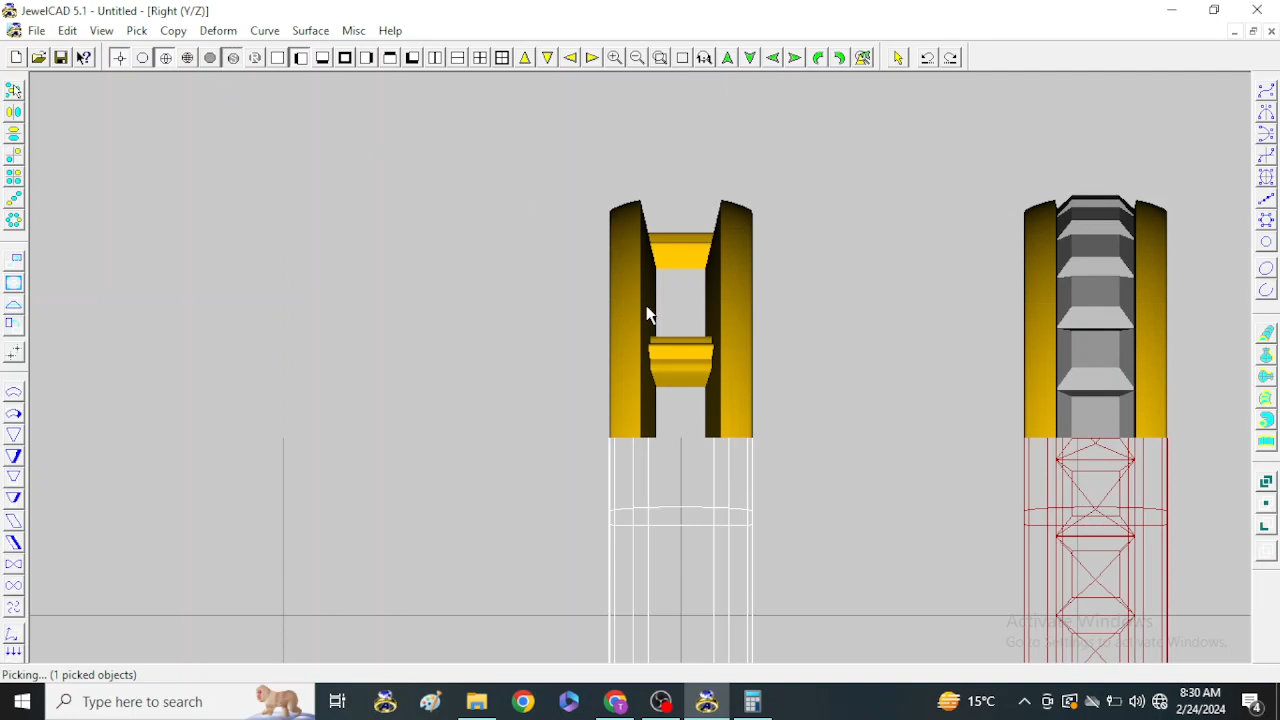 JewelCAD 5.1 - Untitled - [Right (Y/Z)]
File Edit View Pick Copy Deform Curve Surface Misc Help
Activate Windows
Go to Settings to activate Windows.
Picking... (1 picked objects)
Type here to search
15°C
8:30 AM
2/24/2024
4